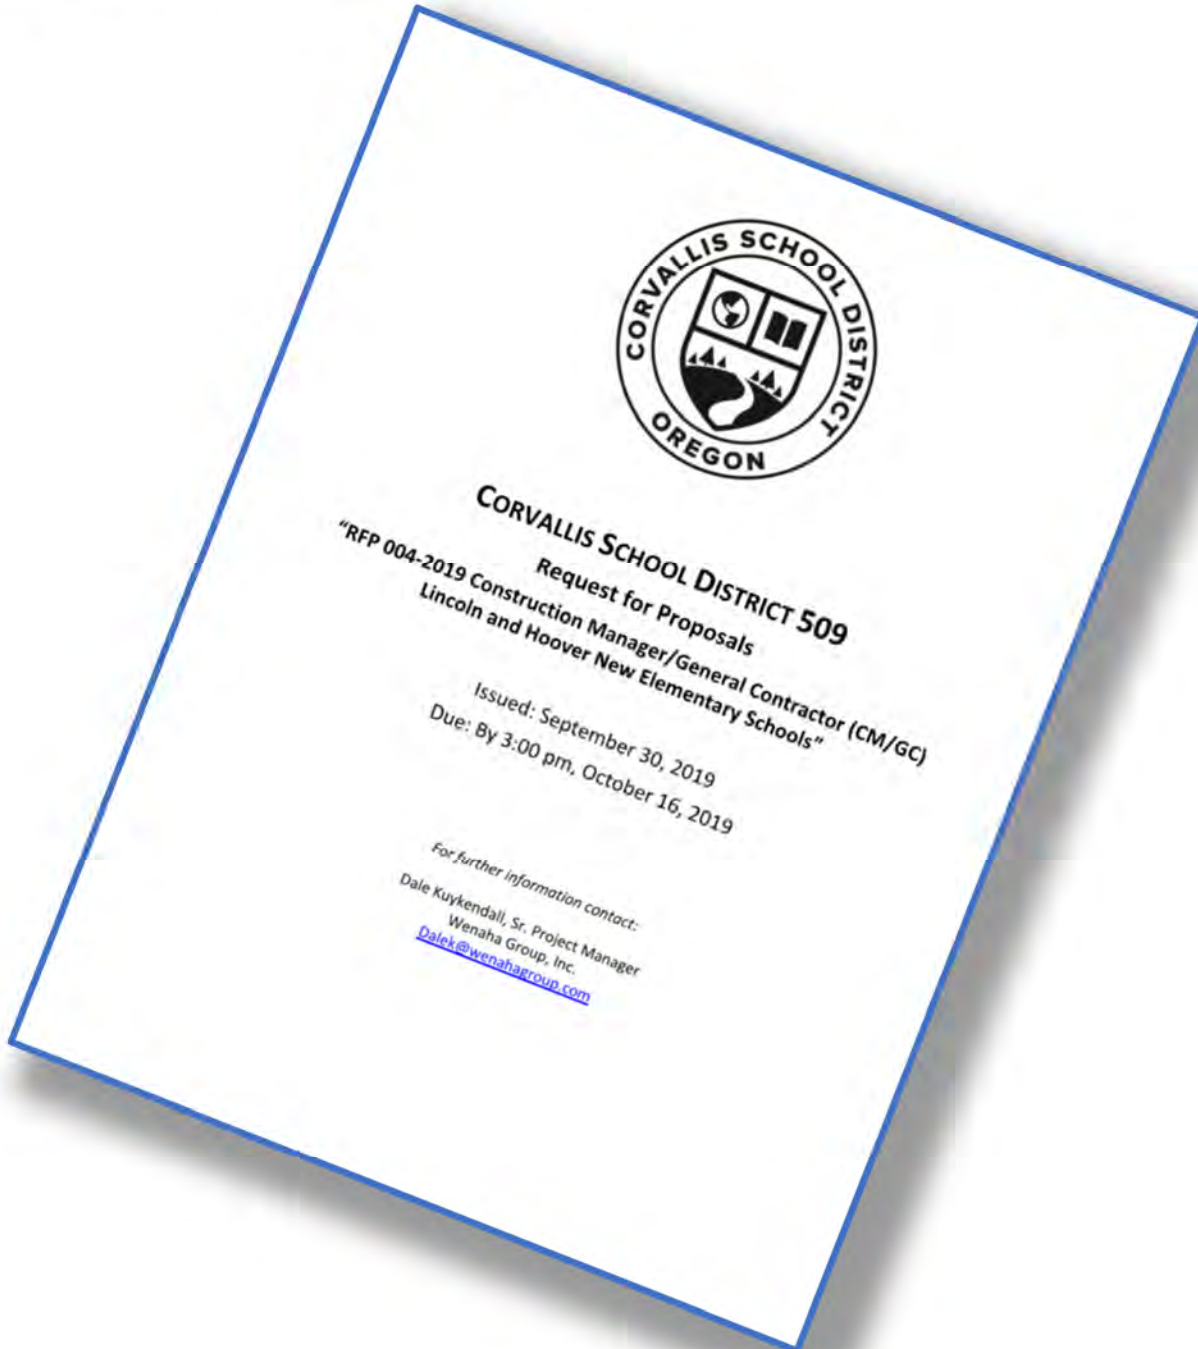 CORVALLIS SCHOOL DISTRICT
OREGON
CORVALLIS SCHOOL DISTRICT 509
Request for Proposals
“RFP 004-2019 Construction Manager/General Contractor (CM/GC)
Lincoln and Hoover New Elementary Schools”
Issued: September 30, 2019
Due: By 3:00 pm, October 16, 2019
For further information contact:
Dale Kuykendall, Sr. Project Manager
Wenaha Group, Inc.
Dalek@wenahagroup.com